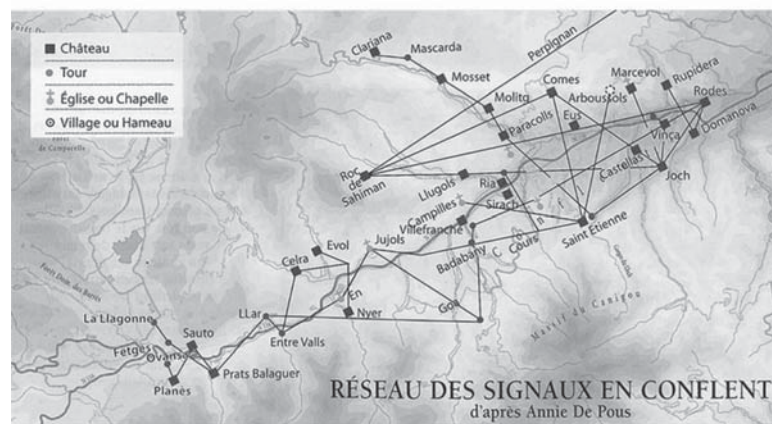 Château
Tour
Église ou Chapelle
Village ou Hameau
Clariana
Mascarda
Mosset
Molitg
Paracolls
Perpignan
Comes
Arboussols
Eus
Marcevol
Rupidera
Rodes
Domanova
Vinça
Castellas
Joch
Roc
de
Sahiman
Llugols
Ria
Sirach
Campilles
Villefranche
Badabany
Cours
Saint Etienne
Conflent
Evol
Celra
Jujols
En
Nyer
Goa
Massif du Canigou
LLar
Entre Valls
La Llagonne
Sauto
Fetges
Ovansa
Planès
Prats Balaguer
RÉSEAU DES SIGNAUX EN CONFLENT
d'après Annie De Pous